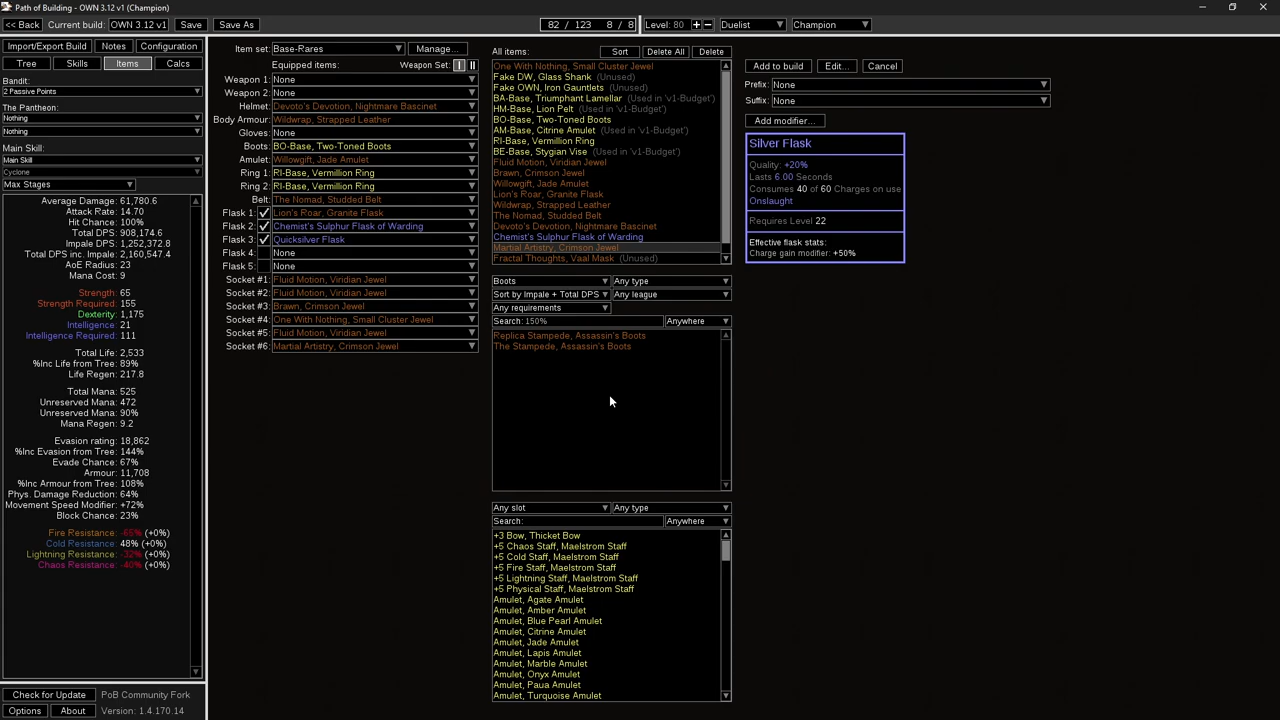 Path of Building - OWN 3.12 v1 (Champion)
<< Back Current build: OWN 3.12 v1 Save Save As 82 / 123 8 / 8 Level: 80 + - Duelist Champion
Import/Export Build Notes Configuration
Tree Skills Items Calcs
Bandit:
2 Passive Points
The Pantheon:
Nothing
Nothing
Main Skill:
Main Skill
Cyclone
Max Stages
Average Damage: 61,780.6
Attack Rate: 14.70
Hit Chance: 100%
Total DPS: 908,174.6
Impale DPS: 1,252,372.8
Total DPS inc. Impale: 2,160,547.4
AoE Radius: 23
Mana Cost: 9
Strength: 65
Strength Required: 155
Dexterity: 1,175
Intelligence: 21
Intelligence Required: 111
Total Life: 2,533
%Inc Life from Tree: 89%
Life Regen: 217.8
Total Mana: 525
Unreserved Mana: 472
Unreserved Mana: 90%
Mana Regen: 9.2
Evasion rating: 18,862
%Inc Evasion from Tree: 144%
Evade Chance: 67%
Armour: 11,708
%Inc Armour from Tree: 108%
Phys. Damage Reduction: 64%
Movement Speed Modifier: +72%
Block Chance: 23%
Fire Resistance: -65% (+0%)
Cold Resistance: 48% (+0%)
Lightning Resistance: -32% (+0%)
Chaos Resistance: -40% (+0%)
Check for Update PoB Community Fork
Options About Version: 1.4.170.14
Item set: Base-Rares Manage...
Equipped items: Weapon Set: I II
Weapon 1: None
Weapon 2: None
Helmet: Devoto's Devotion, Nightmare Bascinet
Body Armour: Wildwrap, Strapped Leather
Gloves: None
Boots: BO-Base, Two-Toned Boots
Amulet: Willowgift, Jade Amulet
Ring 1: RI-Base, Vermillion Ring
Ring 2: RI-Base, Vermillion Ring
Belt: The Nomad, Studded Belt
Flask 1: Lion's Roar, Granite Flask
Flask 2: Chemist's Sulphur Flask of Warding
Flask 3: Quicksilver Flask
Flask 4: None
Flask 5: None
Socket #1: Fluid Motion, Viridian Jewel
Socket #2: Fluid Motion, Viridian Jewel
Socket #3: Brawn, Crimson Jewel
Socket #4: One With Nothing, Small Cluster Jewel
Socket #5: Fluid Motion, Viridian Jewel
Socket #6: Martial Artistry, Crimson Jewel
All items: Sort Delete All Delete
One With Nothing, Small Cluster Jewel
Fake DW, Glass Shank (Unused)
Fake OWN, Iron Gauntlets (Unused)
BA-Base, Triumphant Lamellar (Used in 'v1-Budget')
HM-Base, Lion Pelt (Used in 'v1-Budget')
BO-Base, Two-Toned Boots
AM-Base, Citrine Amulet (Used in 'v1-Budget')
RI-Base, Vermillion Ring
BE-Base, Stygian Vise (Used in 'v1-Budget')
Fluid Motion, Viridian Jewel
Brawn, Crimson Jewel
Willowgift, Jade Amulet
Lion's Roar, Granite Flask
Wildwrap, Strapped Leather
The Nomad, Studded Belt
Devoto's Devotion, Nightmare Bascinet
Chemist's Sulphur Flask of Warding
Martial Artistry, Crimson Jewel
Fractal Thoughts, Vaal Mask (Unused)
Boots Any type
Sort by Impale + Total DPS Any league
Any requirements
Search: 150% Anywhere
Replica Stampede, Assassin's Boots
The Stampede, Assassin's Boots
Any slot Any type
Search: Anywhere
+3 Bow, Thicket Bow
+5 Chaos Staff, Maelstrom Staff
+5 Cold Staff, Maelstrom Staff
+5 Fire Staff, Maelstrom Staff
+5 Lightning Staff, Maelstrom Staff
+5 Physical Staff, Maelstrom Staff
Amulet, Agate Amulet
Amulet, Amber Amulet
Amulet, Blue Pearl Amulet
Amulet, Citrine Amulet
Amulet, Jade Amulet
Amulet, Lapis Amulet
Amulet, Marble Amulet
Amulet, Onyx Amulet
Amulet, Paua Amulet
Amulet, Turquoise Amulet
Add to build Edit... Cancel
Prefix: None
Suffix: None
Add modifier...
Silver Flask
Quality: +20%
Lasts 6.00 Seconds
Consumes 40 of 60 Charges on use
Onslaught
Requires Level 22
Effective flask stats:
Charge gain modifier: +50%